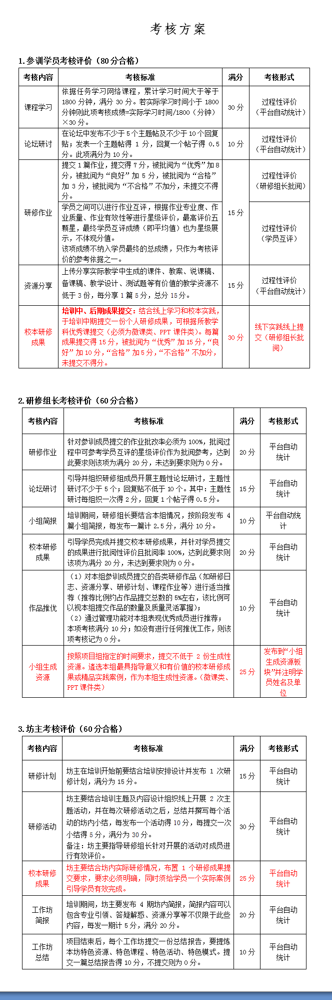 考核方案
1.参训学员考核评价（80分合格）
考核内容 考核标准 满分 考核形式
课程学习
依据任务学习网络课程，累计学习时间大于等于
1800分钟，满分30分。若实际学习时间小于1800
分钟则此项考核成绩=实际学习时间/1800（分钟）
×30分。
30分
过程性评价
（平台自动统计）
论坛研讨
在论坛中发布不少于5个主题帖及不少于10个回复
贴；发表一个主题帖得 1 分，回复一个帖子得 0.5
分。此项满分为10分。
10分
过程性评价
（平台自动统计）
研修作业
提交1篇作业，提交得7分，被批阅为“优秀”加8
分，被批阅为“良好”加 5 分，被批阅为“合格”
加 3 分，被批阅为“不合格”不加分，未提交不得
分。
15分
过程性评价
（研修组长批阅）
学员之间可以进行作业互评，根据作业专业度、作
业质量、作业有效性等进行星级评价，最高评价五
颗星，最终学员互评成绩（即平均值）也为星级展
示，不体现分值。
该项成绩不纳入学员最终的总成绩，只作为考核评
价的参考依据之一。
过程性评价
（学员互评）
资源分享
上传分享实际教学中生成的课件、教案、说课稿、
备课稿、教学设计、测试题等有价值的教学资源不
低于3份，每分享1篇5分，总分15分。
15分
过程性评价
（平台自动统计）
校本研修
成果
培训中、后期成果提交：结合线上学习和校本实践，
于培训中期提交一份个人研修成果，可根据所教学
科优秀课提交（必须为微课类、PPT 课件类）。每篇
成果提交得15分，被批阅为“优秀”加15分，“良
好”加10分，“合格”加5分，“不合格”不加分，
未提交不得分。
30分
线下实践线上提
交（研修组长批
阅）
2.研修组长考核评价（60分合格）
考核内容 考核标准 满分 考核形式
研修作业
针对参训成员提交的作业批改率必须为100%，批阅过
程中可参考学员互评的星级评价作为批阅参考，达到
此要求则该项为满分20分，未达到要求则为0分。
20分
平台自动
统计
论坛研讨
引导并组织研修组成员开展主题性论坛研讨，主题性
研讨不少于5个；回复贴不低于10个。其中：主题性
研讨每组织一次得2分，回复1个帖子得0.5分。
15分
平台自动
统计
小组简报
培训期间，研修组长要结合本组情况，按阶段发布 4
篇小组简报，每发布一篇计2.5分，满分10分。
10分
平台自动统
计
校本研修
成果
引导学员完成并提交校本研修成果，并针对学员提交
的成果进行批阅性评价且批阅率100%，达到此要求则
该项为满分20分，未达到要求则为0分。
20分
平台自动
统计
作品推优
（1）对本组参训成员提交的各类研修作品（如研修日
志、资源分享、研修计划、课程作业等）进行适当推
荐（推荐比例约占作品提交总数的5%左右，该比例可
以视本组提交作品的数量及质量灵活掌握）；
（2）通过管理功能对本组表现优秀成员进行推荐；
本项考核满分10分；如没有进行任何推优工作，则该
项考核记为0分。
10分
平台自动
统计
小组生成
资源
按照项目组指定的时间要求，提交不低于 2 份生成性
资源。遴选本组最具指导意义和有价值的校本研修成
果或精品实践案例，作为本组生成性资源。（微课类、
PPT课件类）
25分
发布到“小组
生成资源板
块”并注明学
员姓名及单
位
3.坊主考核评价（60分合格）
考核内容 考核标准 满分 考核形式
研修计划
坊主在培训开始前要结合培训安排设计并发布 1 次研
修计划，满分为15分。
15分
平台自动
统计
研修活动
坊主要结合培训主题及内容设计组织线上开展 2 次主
题活动，并在每次研修活动之后，总结并撰写每个活
动的坊内小结，每发布一个活动得10分，每提交一次
小结得5分，满分为30分。
备注：坊主要指导研修组长针对开展的活动对成员进
行有效评价。
30分
平台自动
统计
校本研修
成果
坊主要结合坊内实际研修情况，布置 1 个研修成果提
交要求，要求必须明确，同时须给学员一个实际案例
引导学员有效完成。
25分
平台自动
统计
工作坊
简报
培训期间，坊主要发布 4 期坊内简报，简报内容可以
包含专业引领、答疑解惑、资源分享等不仅限于此些
内容，每发一期计5分，满分20分。
20分
平台自动
统计
工作坊
总结
项目结束后，每个工作坊提交一份总结报告，要提炼
本坊特色资源、特色课程、特色活动、特色模式。提
交一篇总结报告得10分，不提交则为0分。
10分
平台自动
统计